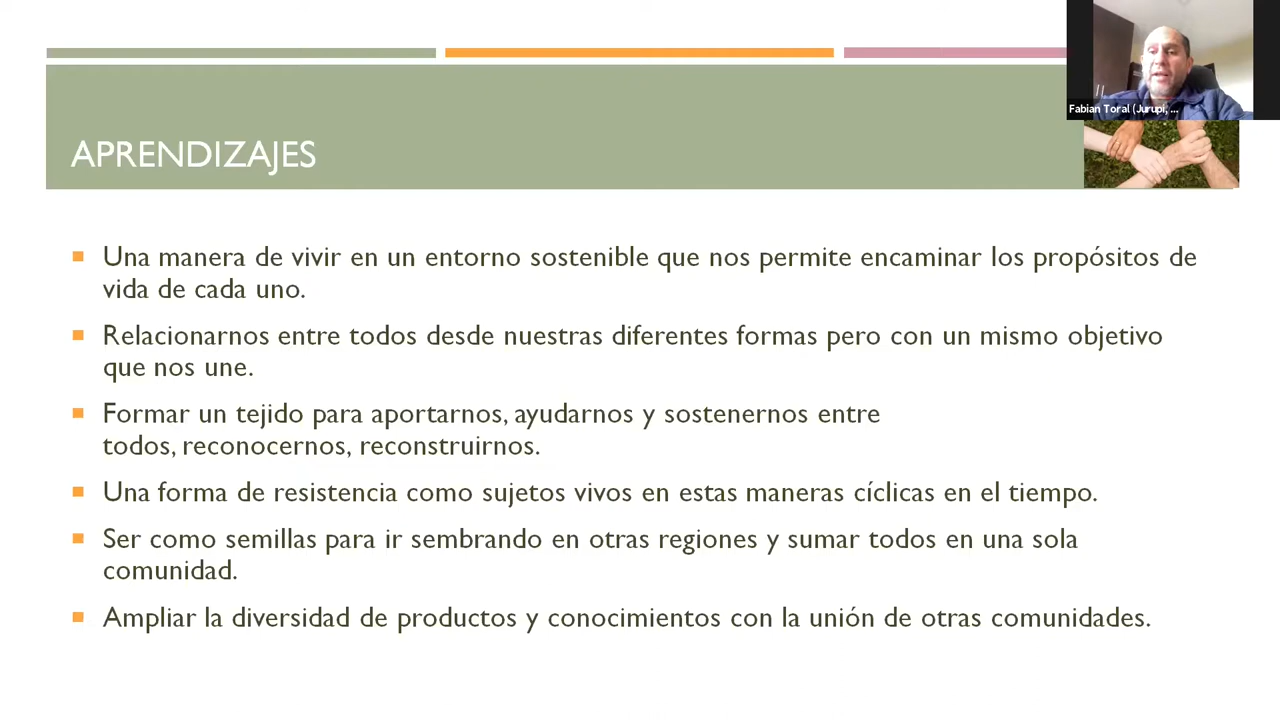 Fabian Toral (Jurupi, ...
APRENDIZAJES
Una manera de vivir en un entorno sostenible que nos permite encaminar los propósitos de
vida de cada uno.
Relacionarnos entre todos desde nuestras diferentes formas pero con un mismo objetivo
que nos une.
Formar un tejido para aportarnos, ayudarnos y sostenernos entre
todos, reconocernos, reconstruirnos.
Una forma de resistencia como sujetos vivos en estas maneras cíclicas en el tiempo.
Ser como semillas para ir sembrando en otras regiones y sumar todos en una sola
comunidad.
Ampliar la diversidad de productos y conocimientos con la unión de otras comunidades.